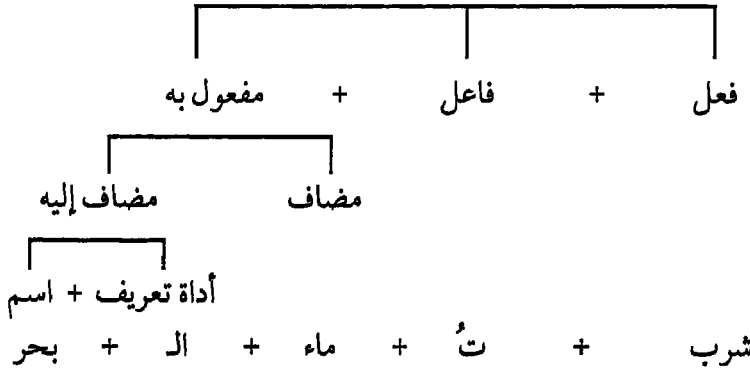 فعل + فاعل + مفعول به
مضاف مضاف إليه
أداة تعريف + اسم
شرب + تُ + ماء + الـ + بحر